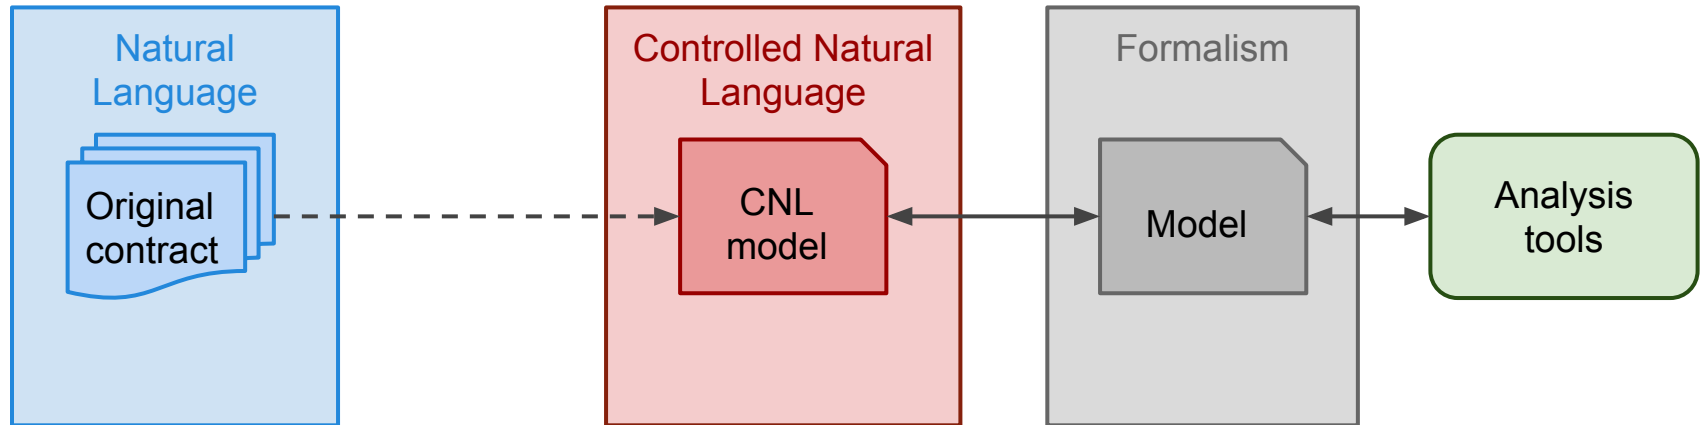 Natural
Language
Original
contract
Controlled Natural
Language
CNL
model
Formalism
Model
Analysis
tools